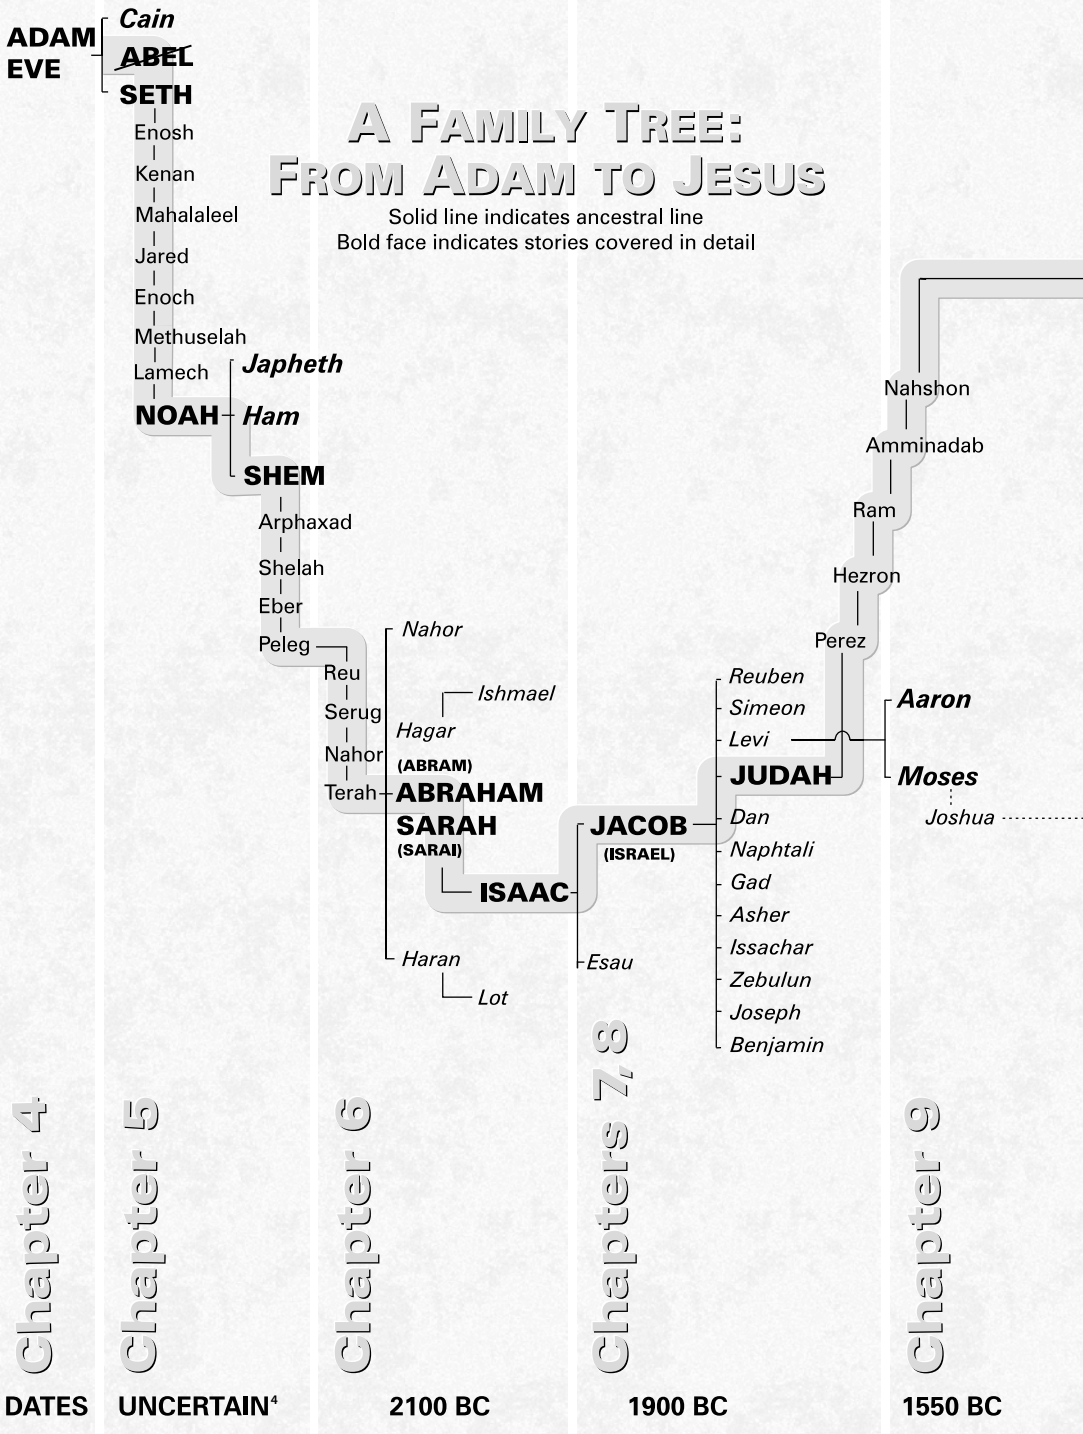 ADAM
EVE
Cain
ABEL
SETH
Enosh
Kenan
Mahalaleel
Jared
Enoch
Methuselah
Lamech
NOAH
Japheth
Ham
SHEM
A FAMILY TREE:
FROM ADAM TO JESUS
Solid line indicates ancestral line
Bold face indicates stories covered in detail
Arphaxad
Shelah
Eber
Peleg
Reu
Serug
Nahor
Terah
Nahor
Ishmael
Hagar
(ABRAM)
ABRAHAM
SARAH
(SARAI)
ISAAC
Haran
Lot
JACOB
(ISRAEL)
Esau
Reuben
Simeon
Levi
JUDAH
Dan
Naphtali
Gad
Asher
Issachar
Zebulun
Joseph
Benjamin
Perez
Hezron
Ram
Amminadab
Nahshon
Aaron
Moses
Joshua
Chapter 4
Chapter 5
Chapter 6
Chapters 7,8
Chapter 9
DATES UNCERTAIN⁴ 2100 BC 1900 BC 1550 BC